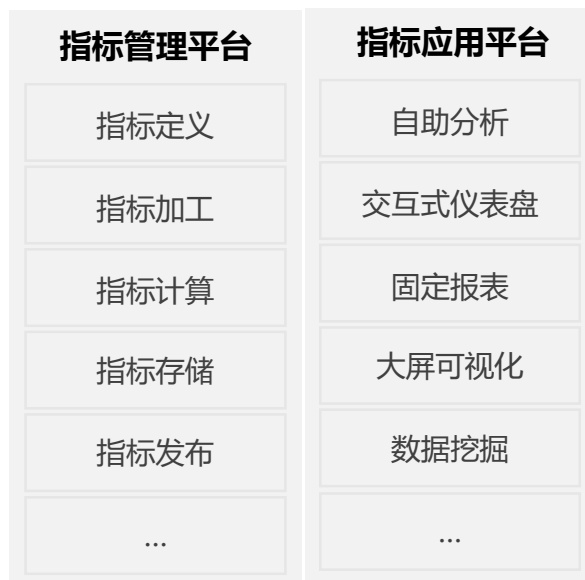 指标管理平台
指标定义
指标加工
指标计算
指标存储
指标发布
...
指标应用平台
自助分析
交互式仪表盘
固定报表
大屏可视化
数据挖掘
...